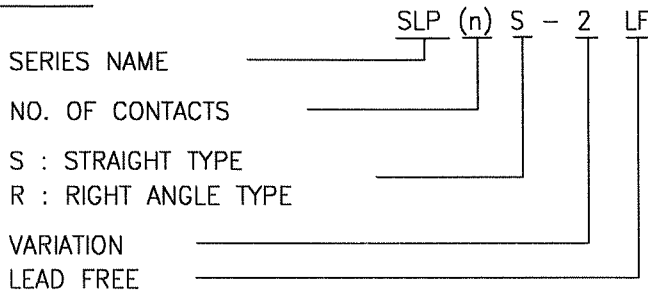 SLP (n) S - 2 LF
SERIES NAME
NO. OF CONTACTS
S : STRAIGHT TYPE
R : RIGHT ANGLE TYPE
VARIATION
LEAD FREE